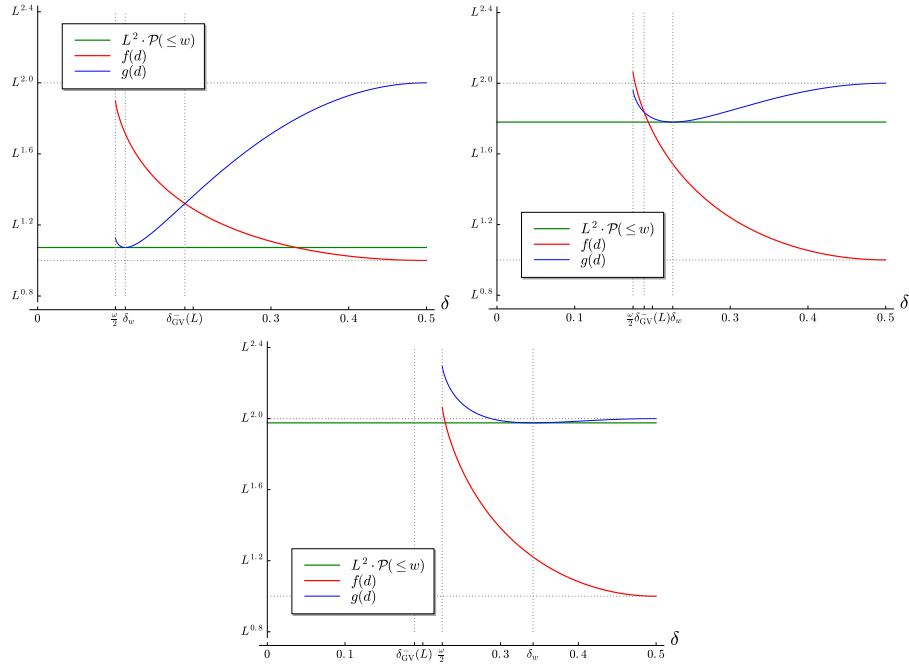 L^2.4
L^2.0
L^1.6
L^1.2
L^0.8
L^2 · P(≤ w)
f(d)
g(d)
0
ω/2
δ_w
δ^-_GV(L)
0.3
0.4
0.5
δ
L^2.4
L^2.0
L^1.6
L^1.2
L^0.8
L^2 · P(≤ w)
f(d)
g(d)
0
0.1
ω/2
δ^-_GV(L)
δ_w
0.3
0.4
0.5
δ
L^2.4
L^2.0
L^1.6
L^1.2
L^0.8
L^2 · P(≤ w)
f(d)
g(d)
0
0.1
δ^-_GV(L)
ω/2
0.3
δ_w
0.4
0.5
δ